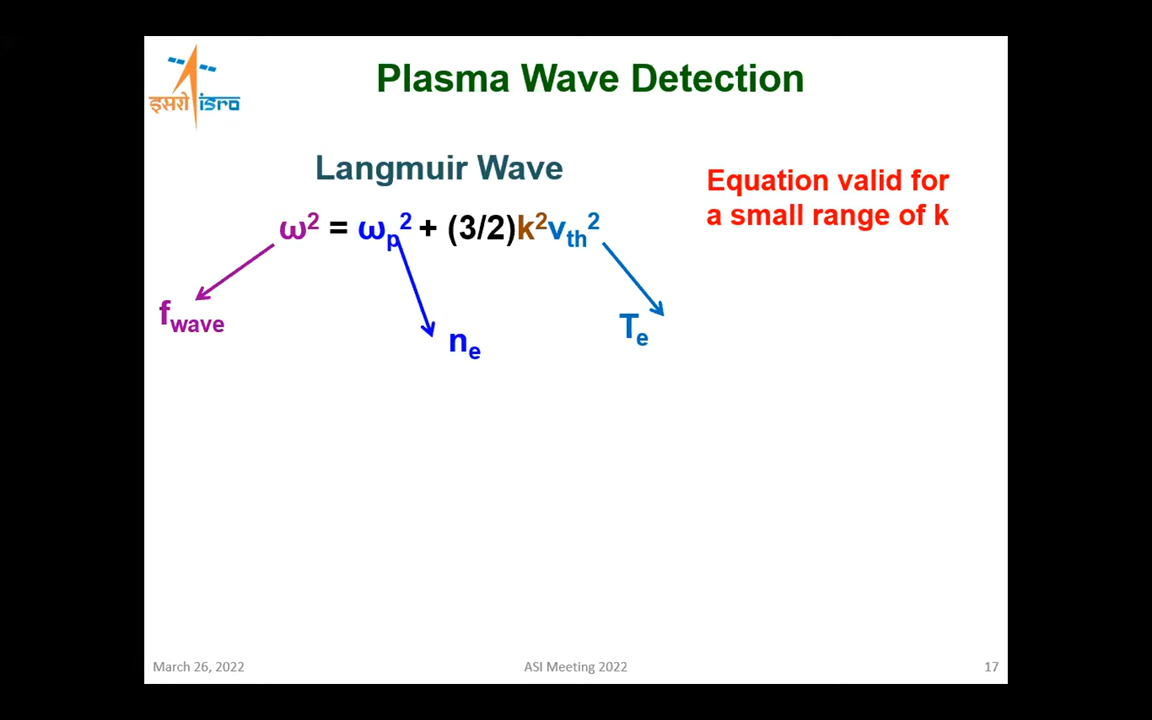 Plasma Wave Detection
इसरो isro
Langmuir Wave
Equation valid for
a small range of k
ω² = ωₚ² + (3/2)k²vth²
fwave
ne
Te
March 26, 2022
ASI Meeting 2022
17